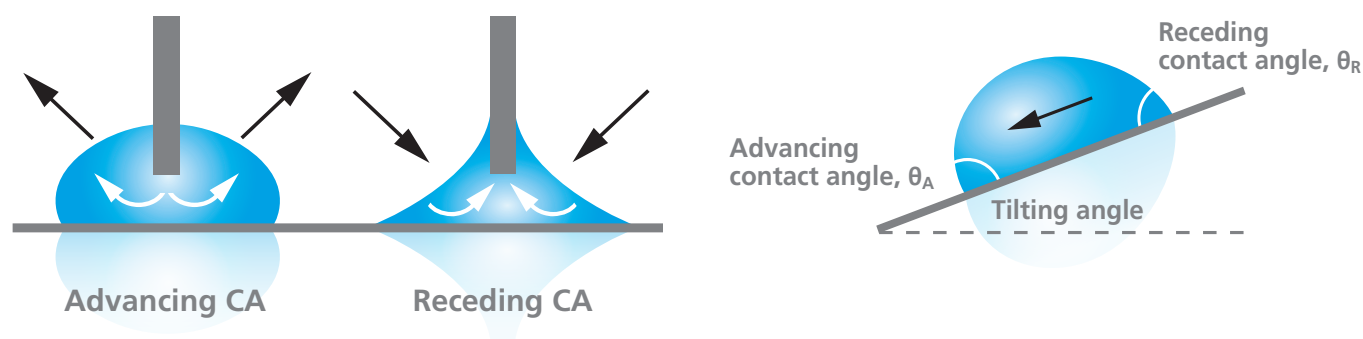 Advancing CA
Receding CA
Receding
contact angle, θR
Advancing
contact angle, θA
Tilting angle